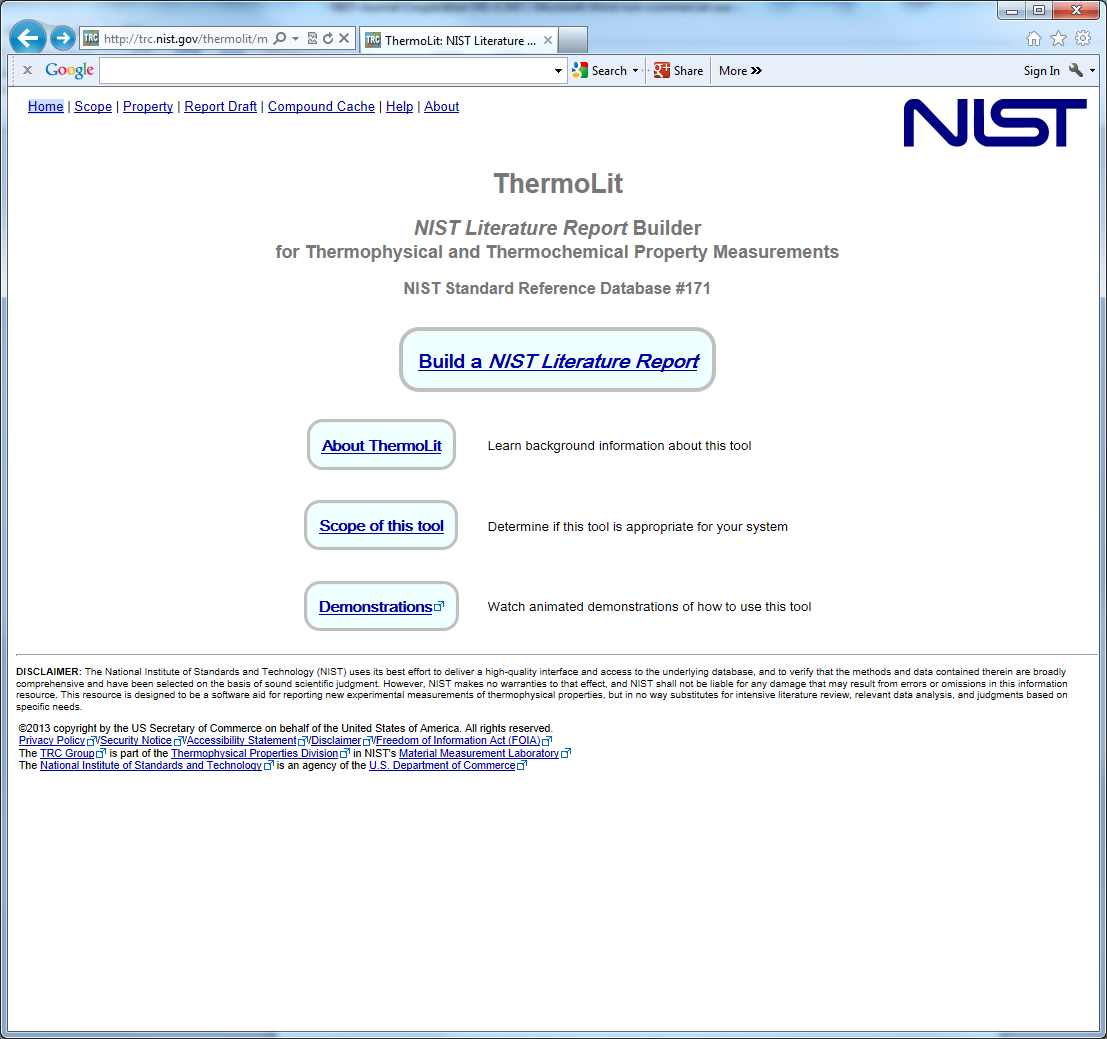 TRC http://trc.nist.gov/thermolit/m
TRC ThermoLit: NIST Literature ...
x Google Search Share More » Sign In
Home | Scope | Property | Report Draft | Compound Cache | Help | About
NIST
ThermoLit
NIST Literature Report Builder
for Thermophysical and Thermochemical Property Measurements
NIST Standard Reference Database #171
Build a NIST Literature Report
About ThermoLit Learn background information about this tool
Scope of this tool Determine if this tool is appropriate for your system
Demonstrations Watch animated demonstrations of how to use this tool
DISCLAIMER: The National Institute of Standards and Technology (NIST) uses its best effort to deliver a high-quality interface and access to the underlying database, and to verify that the methods and data contained therein are broadly
comprehensive and have been selected on the basis of sound scientific judgment. However, NIST makes no warranties to that effect, and NIST shall not be liable for any damage that may result from errors or omissions in this information
resource. This resource is designed to be a software aid for reporting new experimental measurements of thermophysical properties, but in no way substitutes for intensive literature review, relevant data analysis, and judgments based on
specific needs.
©2013 copyright by the US Secretary of Commerce on behalf of the United States of America. All rights reserved.
Privacy Policy/Security Notice/Accessibility Statement/Disclaimer/Freedom of Information Act (FOIA)
The TRC Group is part of the Thermophysical Properties Division in NIST's Material Measurement Laboratory
The National Institute of Standards and Technology is an agency of the U.S. Department of Commerce